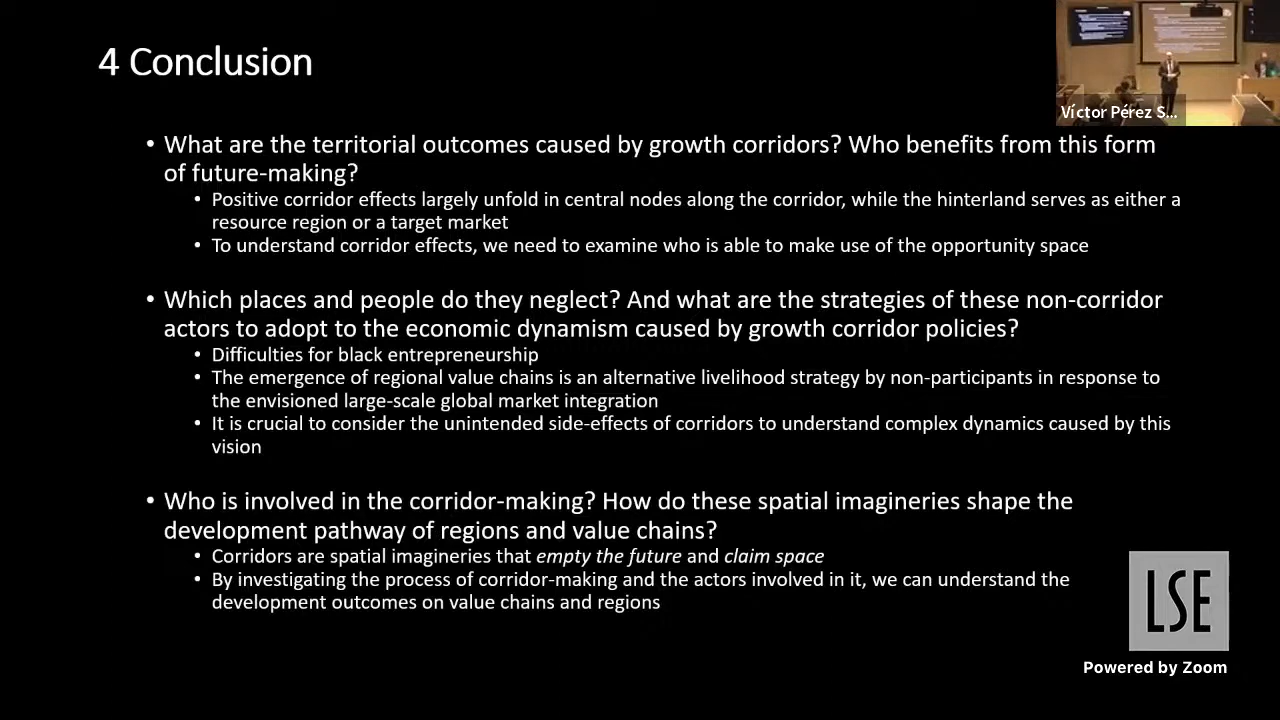 4 Conclusion
Víctor Pérez S...
• What are the territorial outcomes caused by growth corridors? Who benefits from this form
of future-making?
• Positive corridor effects largely unfold in central nodes along the corridor, while the hinterland serves as either a
resource region or a target market
• To understand corridor effects, we need to examine who is able to make use of the opportunity space
• Which places and people do they neglect? And what are the strategies of these non-corridor
actors to adopt to the economic dynamism caused by growth corridor policies?
• Difficulties for black entrepreneurship
• The emergence of regional value chains is an alternative livelihood strategy by non-participants in response to
the envisioned large-scale global market integration
• It is crucial to consider the unintended side-effects of corridors to understand complex dynamics caused by this
vision
• Who is involved in the corridor-making? How do these spatial imagineries shape the
development pathway of regions and value chains?
• Corridors are spatial imagineries that empty the future and claim space
• By investigating the process of corridor-making and the actors involved in it, we can understand the
development outcomes on value chains and regions
LSE
Powered by Zoom